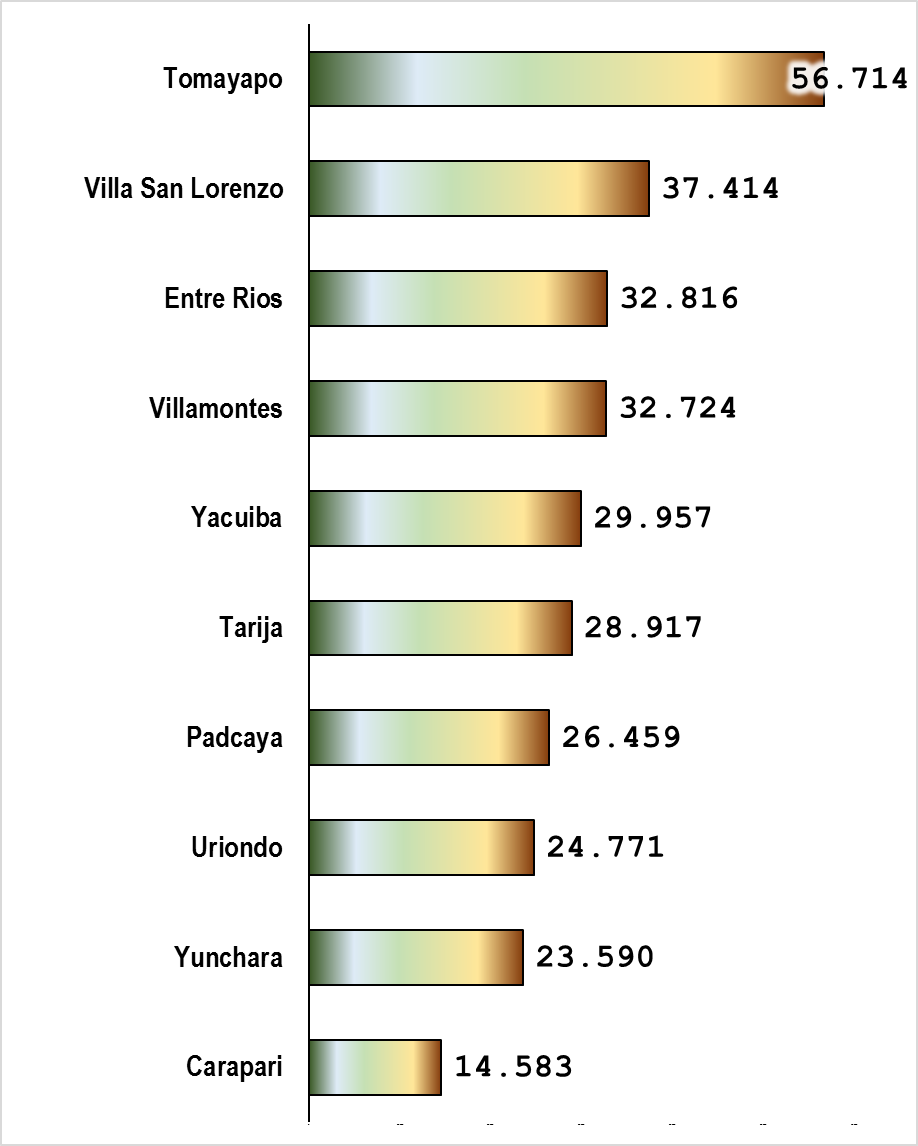 Tomayapo 56.714
Villa San Lorenzo 37.414
Entre Rios 32.816
Villamontes 32.724
Yacuiba 29.957
Tarija 28.917
Padcaya 26.459
Uriondo 24.771
Yunchara 23.590
Carapari 14.583